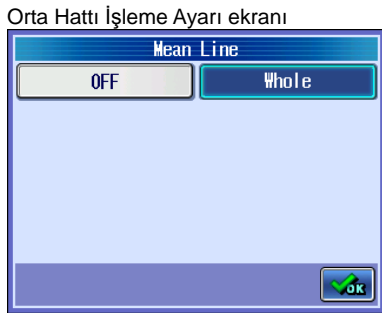 Orta Hattı İşleme Ayarı ekranı
Mean Line
OFF Whole
OK